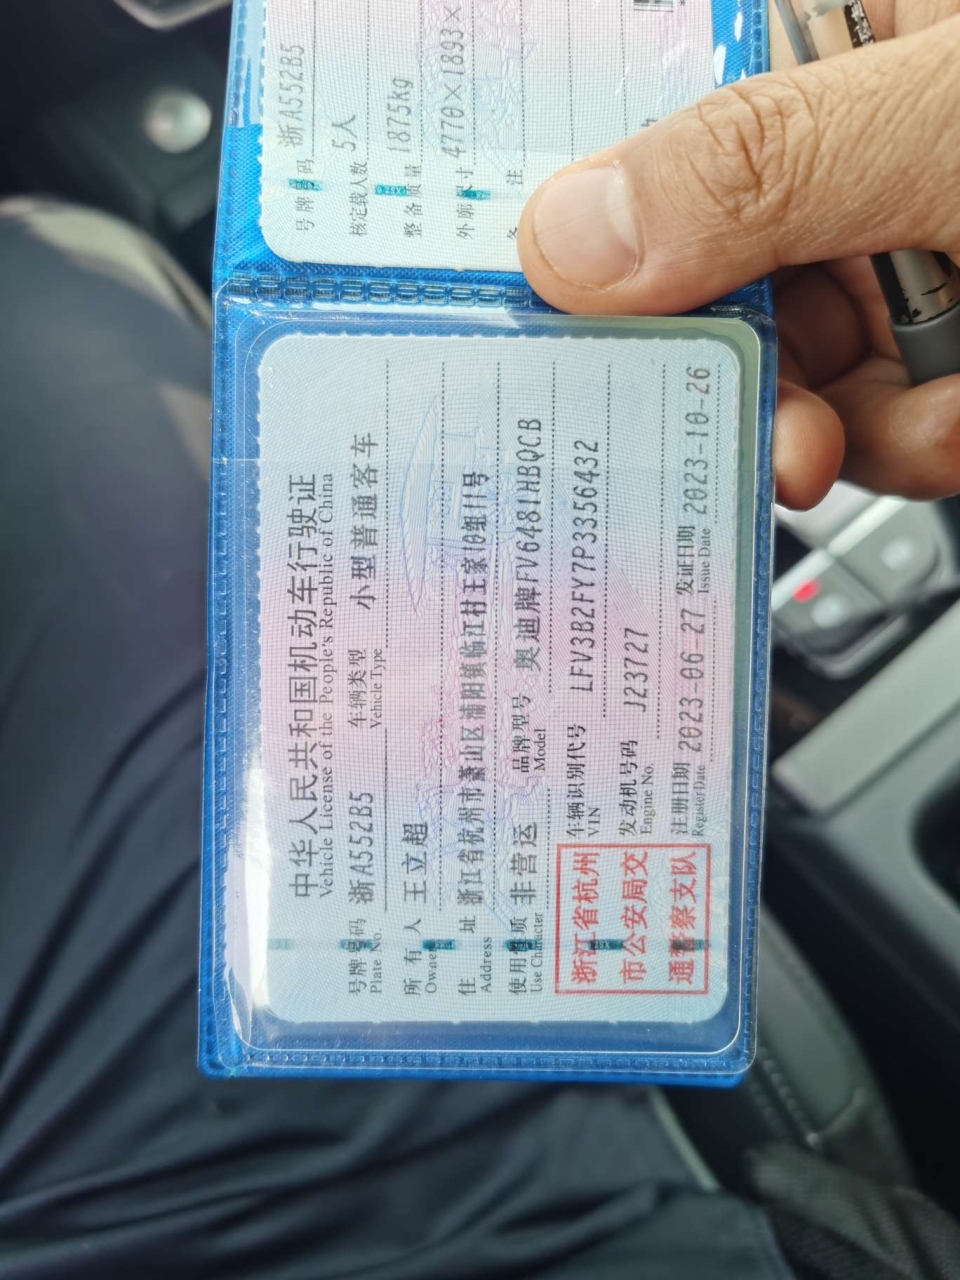 中华人民共和国机动车行驶证
Vehicle License of the People's Republic of China
号牌号码 浙A552B5 车辆类型 小型普通客车
Plate No. Vehicle Type
所有人 王立超
Owner
住址 浙江省杭州市萧山区浦阳镇临江村王家10组11号
Address
使用性质 非营运 品牌型号 奥迪牌FV6481HBQCB
Use Character Model
浙江省杭州
市公安局交
通警察支队
车辆识别代号 LFV3B2FY7P3356432
VIN
发动机号码 J23727
Engine No.
注册日期 2023-06-27 发证日期 2023-10-26
Register Date Issue Date
号牌号码 浙A552B5
核定载人数 5人
整备质量 1875kg
外廓尺寸 4770×1893×
注